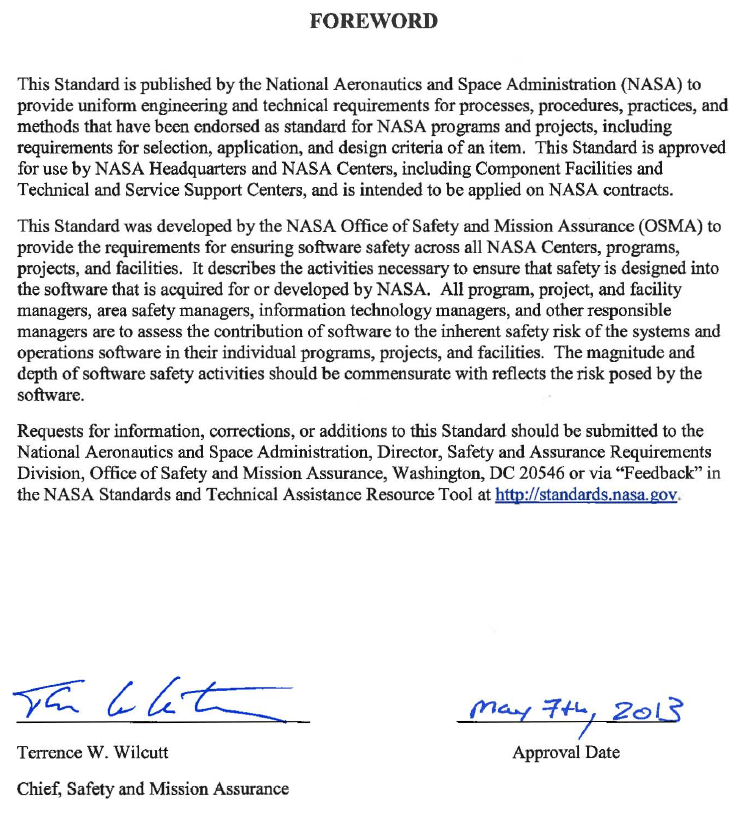 FOREWORD
This Standard is published by the National Aeronautics and Space Administration (NASA) to
provide uniform engineering and technical requirements for processes, procedures, practices, and
methods that have been endorsed as standard for NASA programs and projects, including
requirements for selection, application, and design criteria of an item.  This Standard is approved
for use by NASA Headquarters and NASA Centers, including Component Facilities and
Technical and Service Support Centers, and is intended to be applied on NASA contracts.
This Standard was developed by the NASA Office of Safety and Mission Assurance (OSMA) to
provide the requirements for ensuring software safety across all NASA Centers, programs,
projects, and facilities.  It describes the activities necessary to ensure that safety is designed into
the software that is acquired for or developed by NASA.  All program, project, and facility
managers, area safety managers, information technology managers, and other responsible
managers are to assess the contribution of software to the inherent safety risk of the systems and
operations software in their individual programs, projects, and facilities.  The magnitude and
depth of software safety activities should be commensurate with reflects the risk posed by the
software.
Requests for information, corrections, or additions to this Standard should be submitted to the
National Aeronautics and Space Administration, Director, Safety and Assurance Requirements
Division, Office of Safety and Mission Assurance, Washington, DC 20546 or via “Feedback” in
the NASA Standards and Technical Assistance Resource Tool at http://standards.nasa.gov.
May 7th, 2013
Terrence W. Wilcutt
Approval Date
Chief, Safety and Mission Assurance